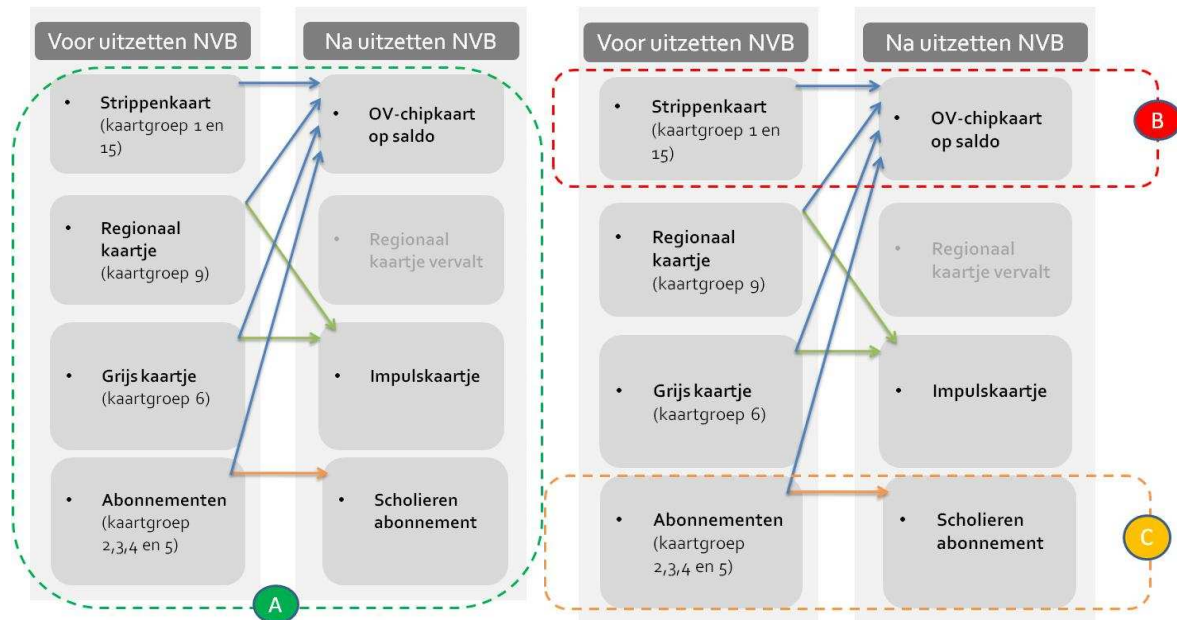 Voor uitzetten NVB
Na uitzetten NVB
• Strippenkaart
(kaartgroep 1 en
15)
• OV-chipkaart
op saldo
• Regionaal
kaartje
(kaartgroep 9)
• Regionaal
kaartje vervalt
• Grijs kaartje
(kaartgroep 6)
• Impulskaartje
• Abonnementen
(kaartgroep
2,3,4 en 5)
• Scholieren
abonnement
A
Voor uitzetten NVB
Na uitzetten NVB
• Strippenkaart
(kaartgroep 1 en
15)
• OV-chipkaart
op saldo
B
• Regionaal
kaartje
(kaartgroep 9)
• Regionaal
kaartje vervalt
• Grijs kaartje
(kaartgroep 6)
• Impulskaartje
• Abonnementen
(kaartgroep
2,3,4 en 5)
• Scholieren
abonnement
C